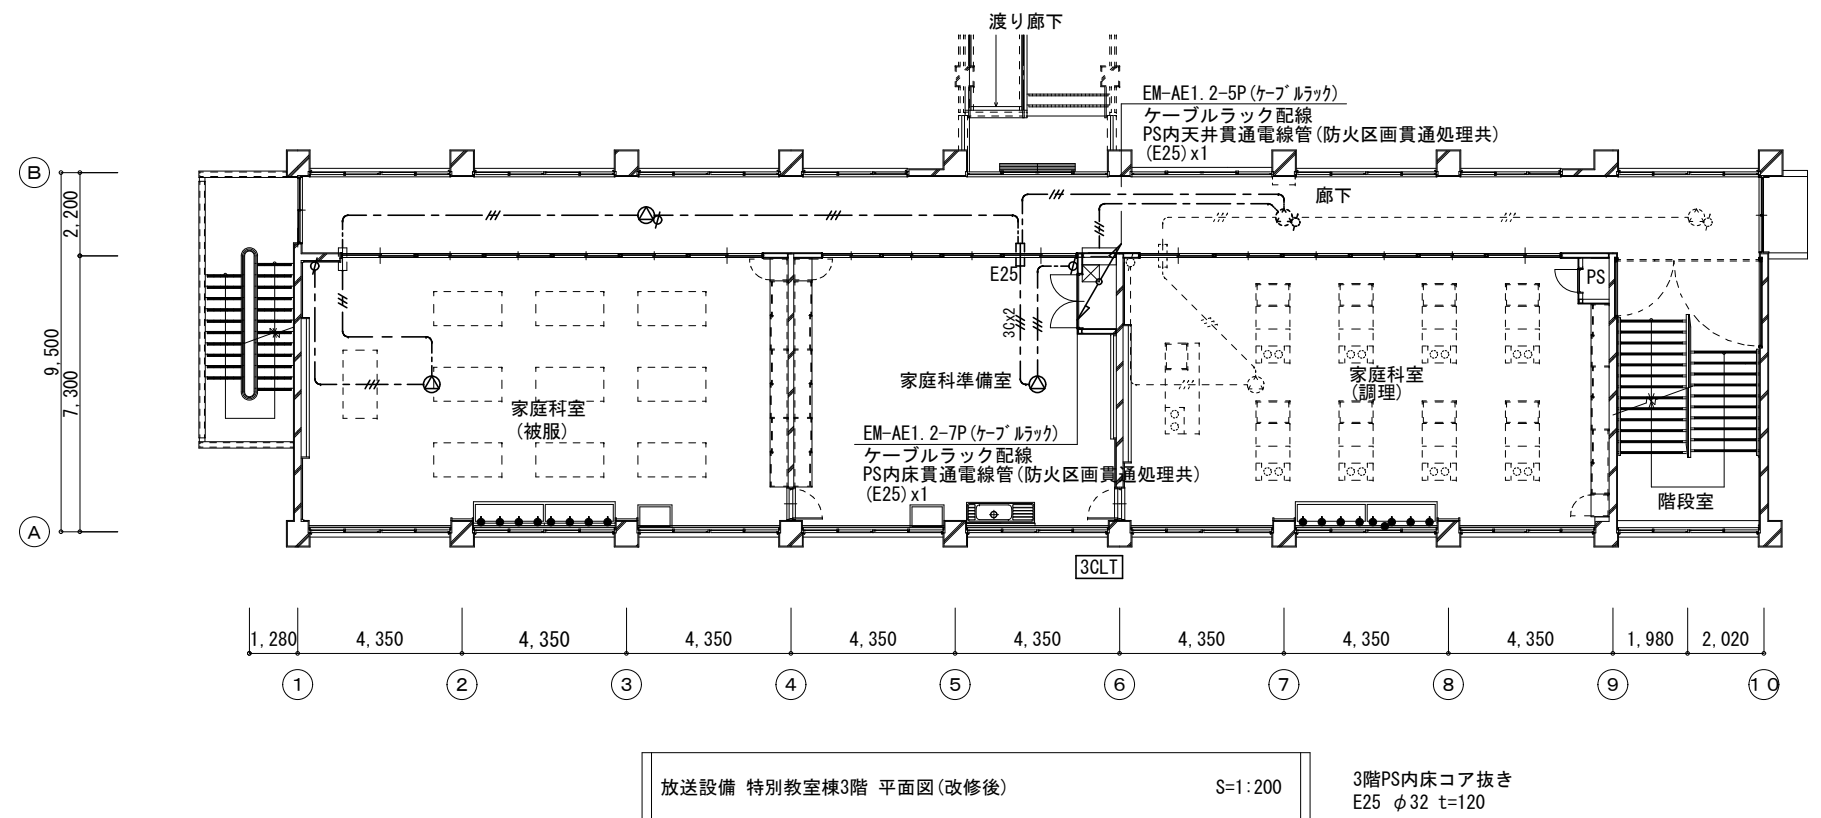 渡り廊下
EM-AE1.2-5P(ｹｰﾌﾞﾙﾗｯｸ)
ケーブルラック配線
PS内天井貫通電線管(防火区画貫通処理共)
(E25)x1
B
廊下
2,200
E25
PS
3Cx2
9,500
7,300
家庭科準備室
家庭科室
(調理)
家庭科室
(被服)
EM-AE1.2-7P(ｹｰﾌﾞﾙﾗｯｸ)
ケーブルラック配線
PS内床貫通電線管(防火区画貫通処理共)
(E25)x1
階段室
A
3CLT
1,280 4,350 4,350 4,350 4,350 4,350 4,350 4,350 4,350 1,980 2,020
1 2 3 4 5 6 7 8 9 10
放送設備 特別教室棟3階 平面図(改修後) S=1:200
3階PS内床コア抜き
E25 φ32 t=120